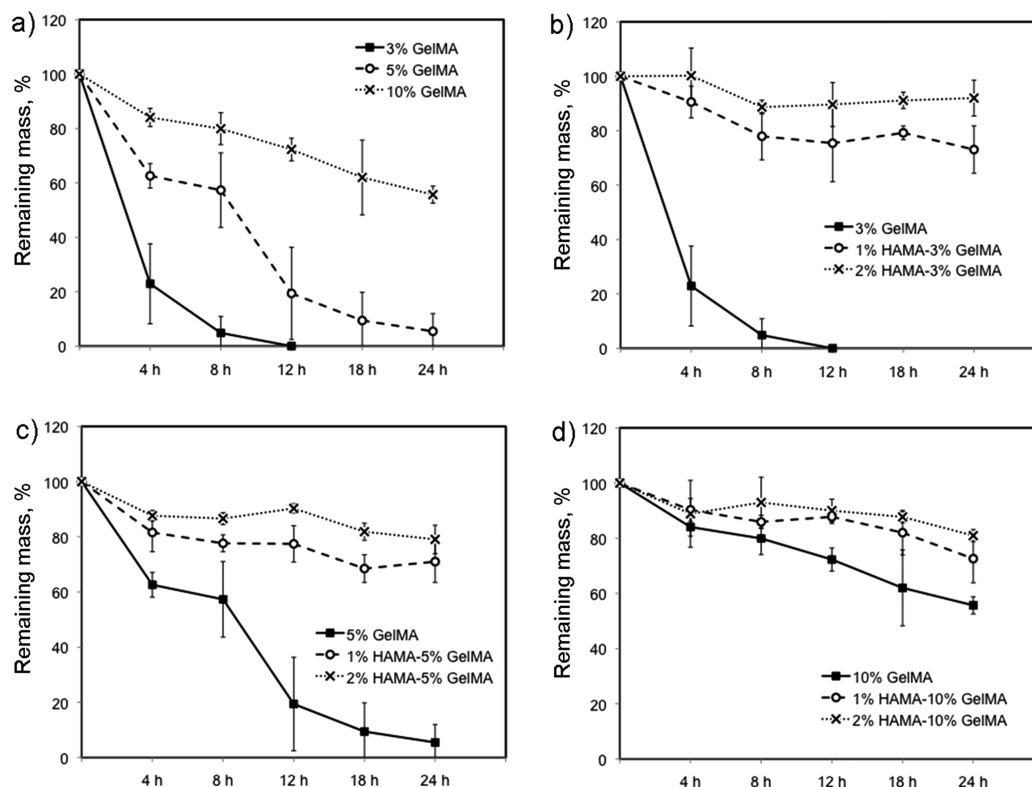 a)
Remaining mass, %
120
100
80
60
40
20
0
4 h 8 h 12 h 18 h 24 h
3% GelMA
5% GelMA
10% GelMA
b)
Remaining mass, %
120
100
80
60
40
20
0
4 h 8 h 12 h 18 h 24 h
3% GelMA
1% HAMA-3% GelMA
2% HAMA-3% GelMA
c)
Remaining mass, %
120
100
80
60
40
20
0
4 h 8 h 12 h 18 h 24 h
5% GelMA
1% HAMA-5% GelMA
2% HAMA-5% GelMA
d)
Remaining mass, %
120
100
80
60
40
20
0
4 h 8 h 12 h 18 h 24 h
10% GelMA
1% HAMA-10% GelMA
2% HAMA-10% GelMA